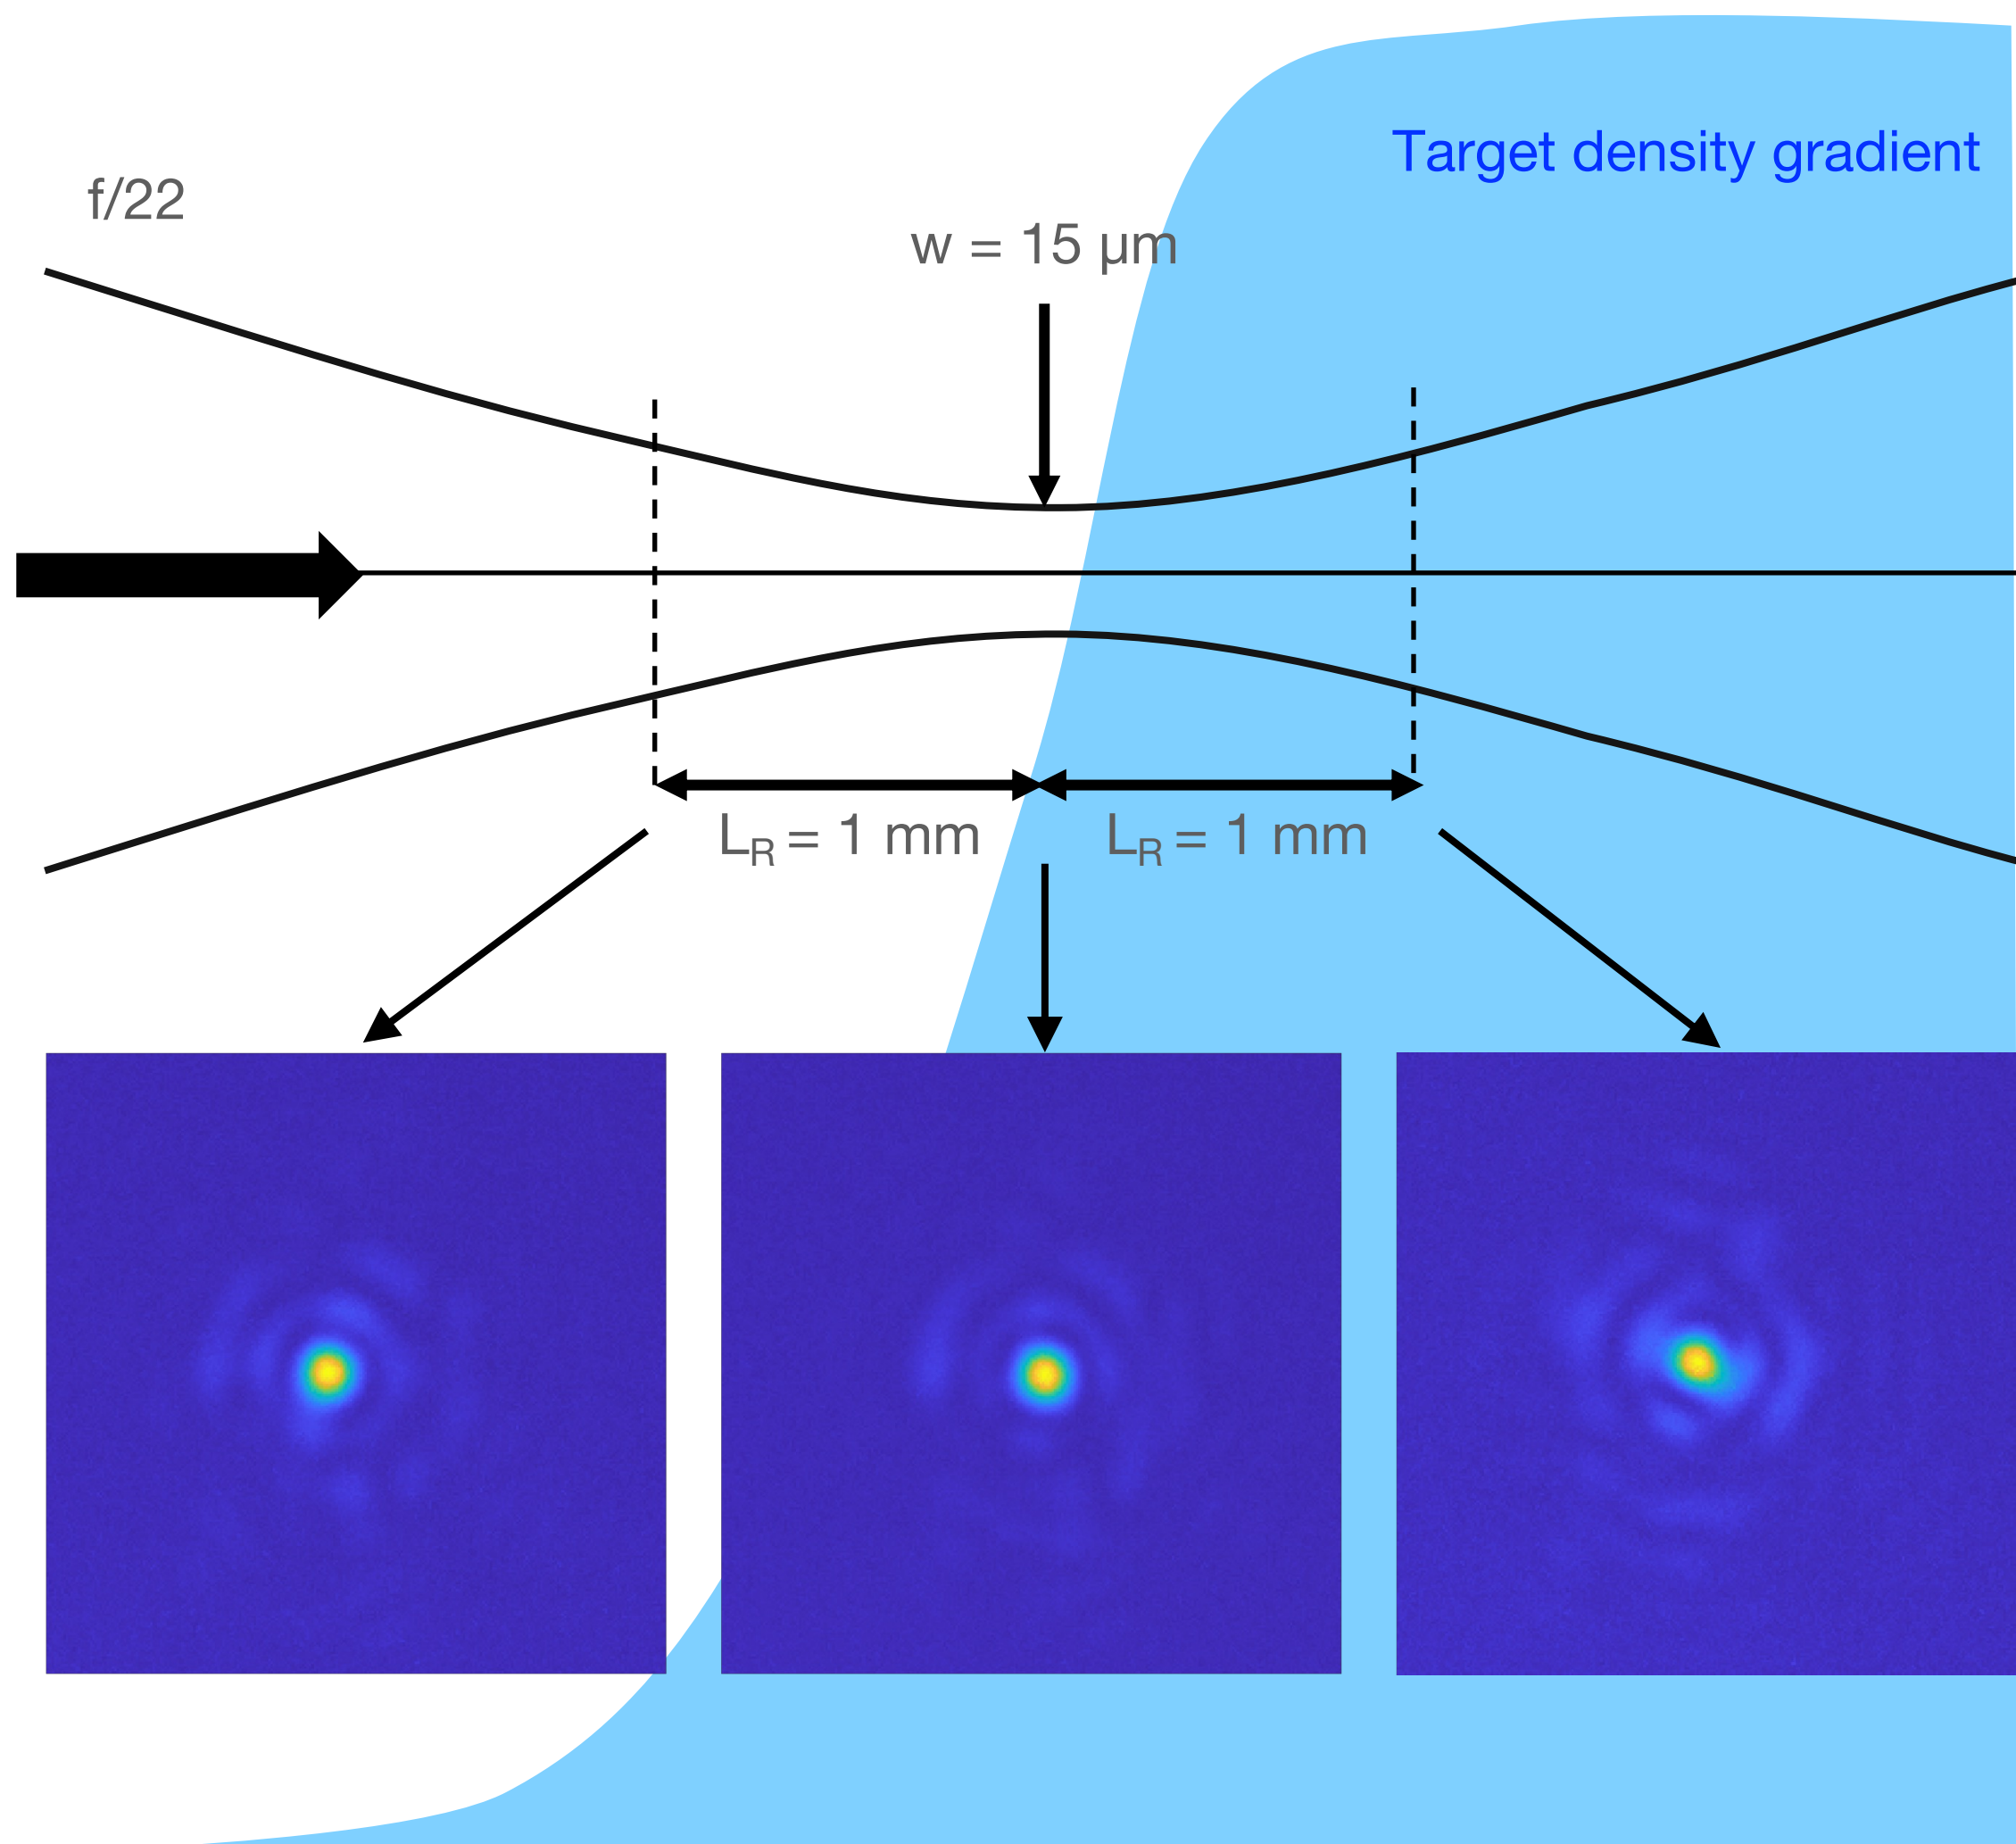 Target density gradient
f/22
w = 15 µm
LR = 1 mm
LR = 1 mm